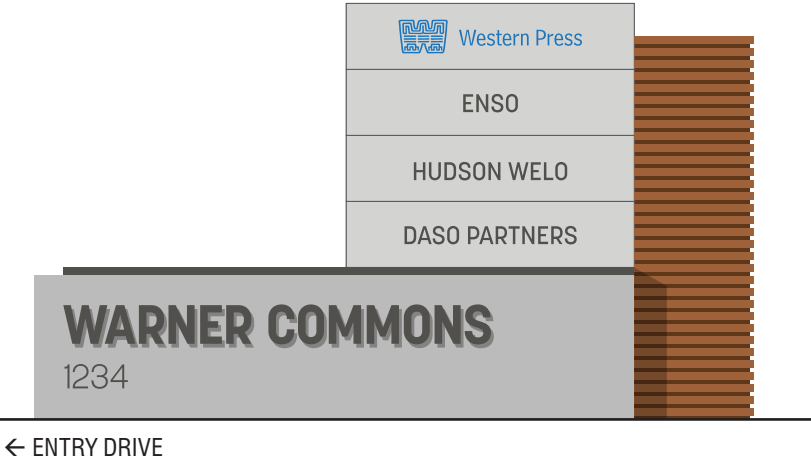 Western Press
ENSO
HUDSON WELO
DASO PARTNERS
WARNER COMMONS
1234
← ENTRY DRIVE